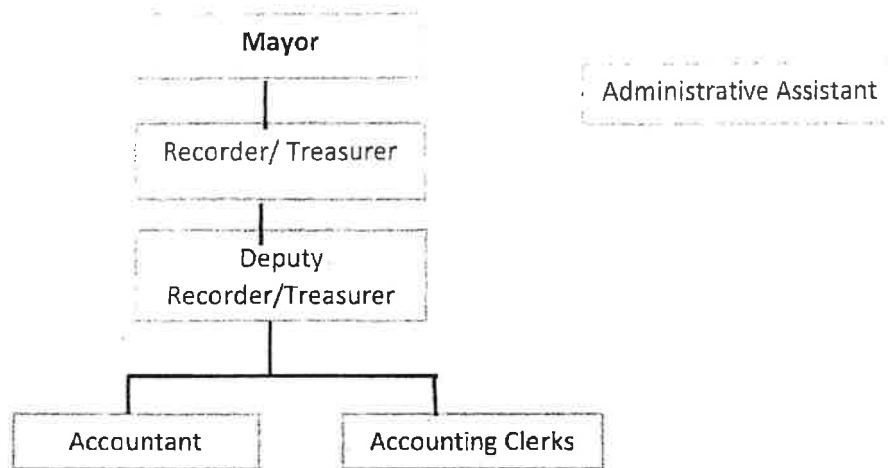 Mayor
Administrative Assistant
Recorder/ Treasurer
Deputy
Recorder/Treasurer
Accountant
Accounting Clerks